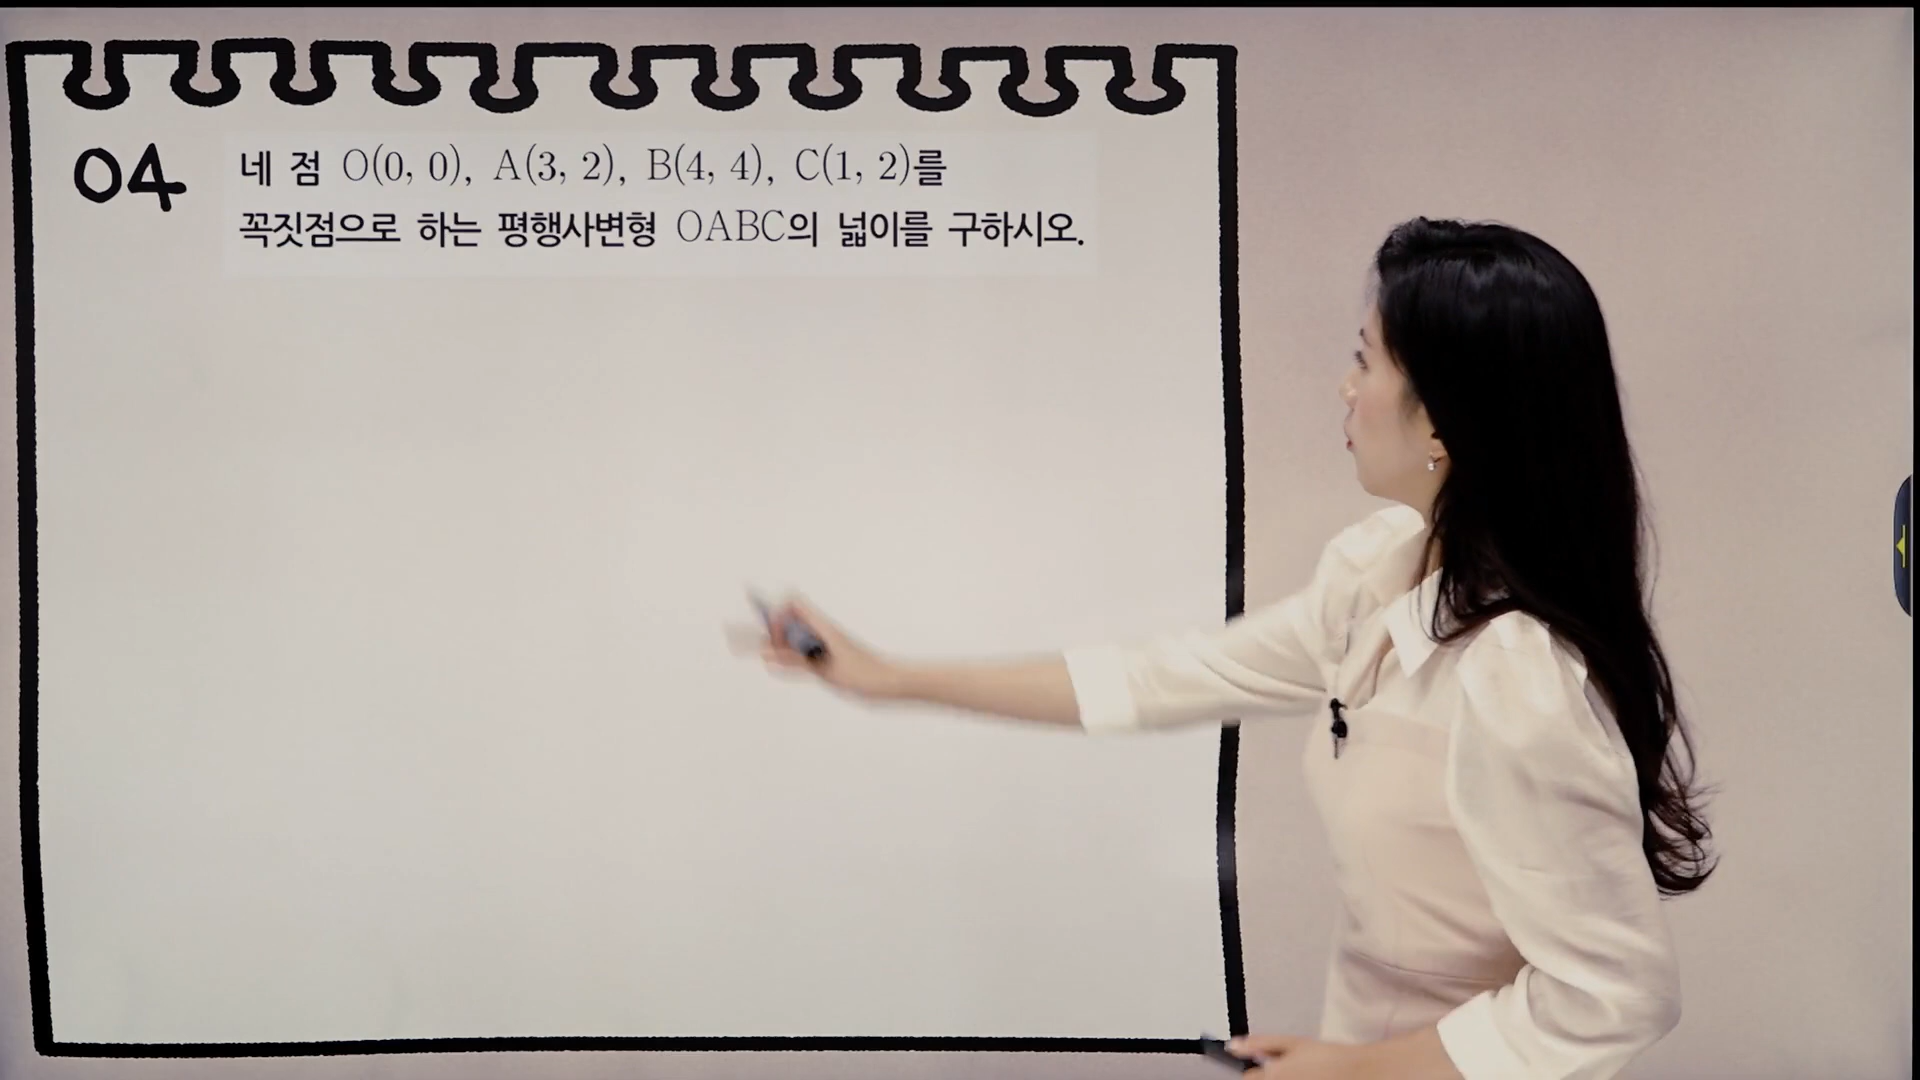 04 네 점 O(0, 0), A(3, 2), B(4, 4), C(1, 2)를
꼭짓점으로 하는 평행사변형 OABC의 넓이를 구하시오.